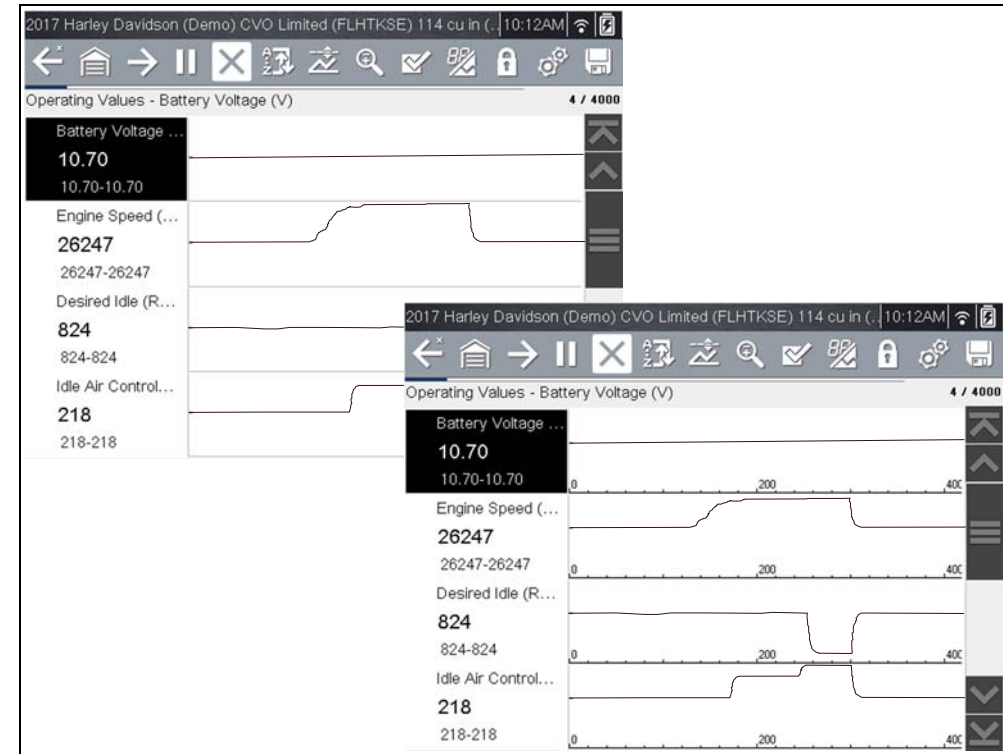 2017 Harley Davidson (Demo) CVO Limited (FLHTKSE) 114 cu in (.. 10:12AM
Operating Values - Battery Voltage (V) 4 / 4000
Battery Voltage ...
10.70
10.70-10.70
Engine Speed (...
26247
26247-26247
Desired Idle (R...
824
824-824
Idle Air Control...
218
218-218
2017 Harley Davidson (Demo) CVO Limited (FLHTKSE) 114 cu in (.. 10:12AM
Operating Values - Battery Voltage (V) 4 / 4000
Battery Voltage ...
10.70
10.70-10.70
0 200 400
Engine Speed (...
26247
26247-26247
0 200 400
Desired Idle (R...
824
824-824
0 200 400
Idle Air Control...
218
218-218
0 200 400